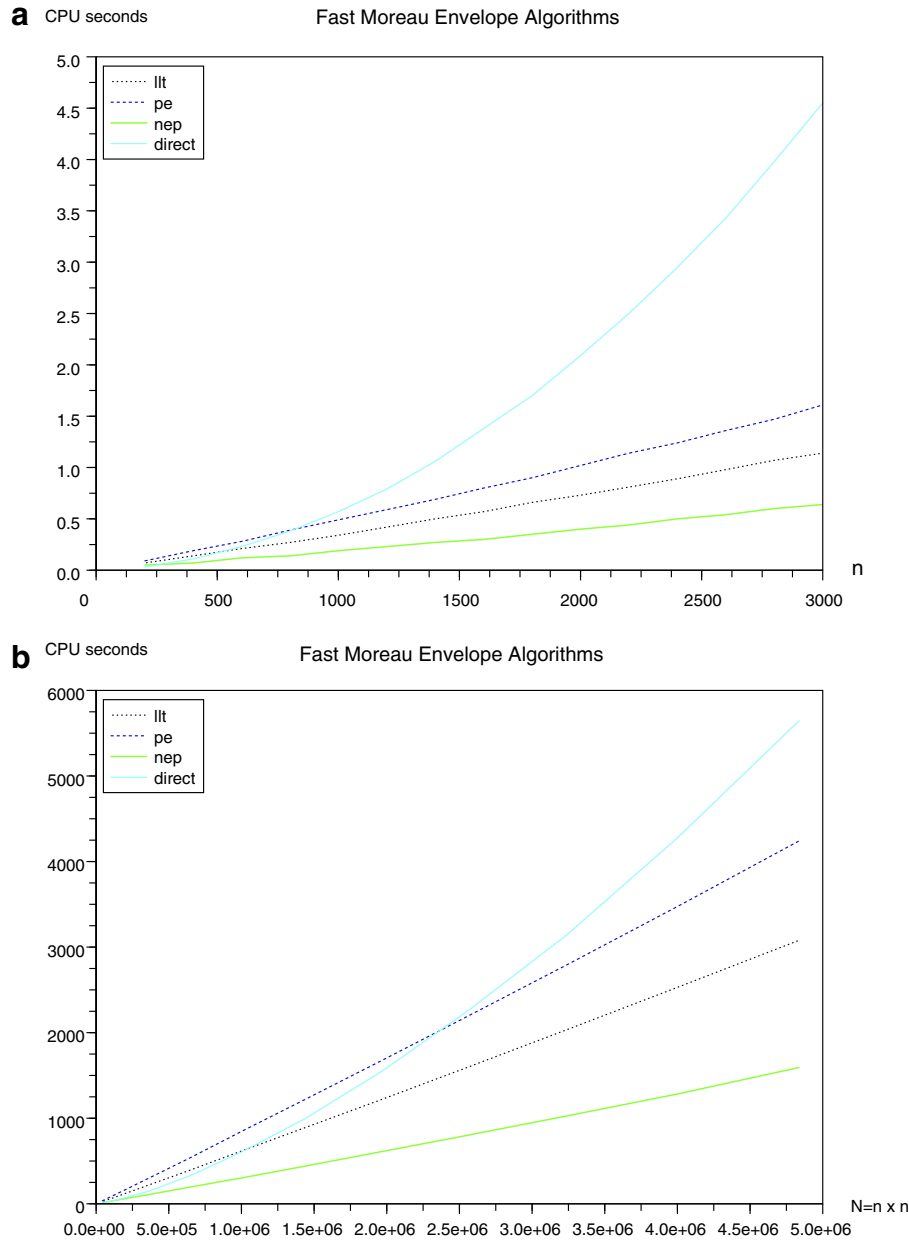 a CPU seconds Fast Moreau Envelope Algorithms
5.0
4.5
4.0
3.5
3.0
2.5
2.0
1.5
1.0
0.5
0.0
llt
pe
nep
direct
0 500 1000 1500 2000 2500 3000 n
b CPU seconds Fast Moreau Envelope Algorithms
6000
5000
4000
3000
2000
1000
0
llt
pe
nep
direct
0.0e+00 5.0e+05 1.0e+06 1.5e+06 2.0e+06 2.5e+06 3.0e+06 3.5e+06 4.0e+06 4.5e+06 5.0e+06 N=n x n